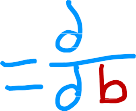 = ∂ / ∂b